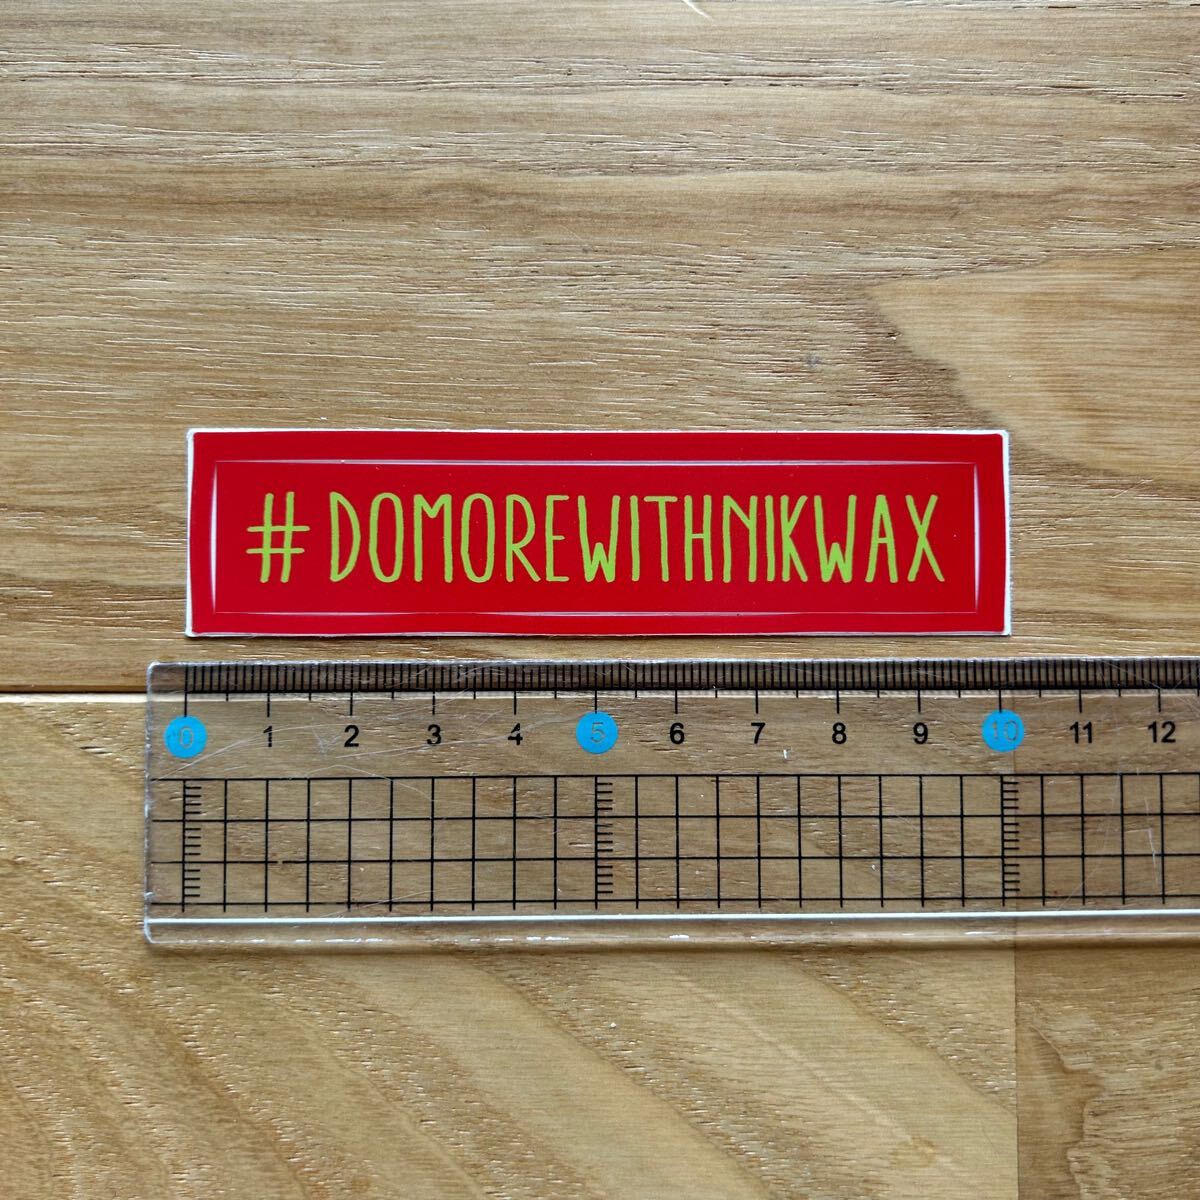 #DOMOREWITHNIKWAX
0 1 2 3 4 5 6 7 8 9 10 11 12